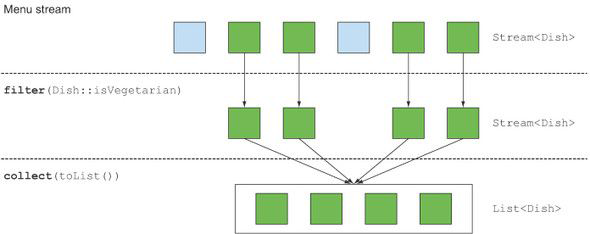 Menu stream
Stream<Dish>
filter(Dish::isVegetarian)
Stream<Dish>
collect(toList())
List<Dish>